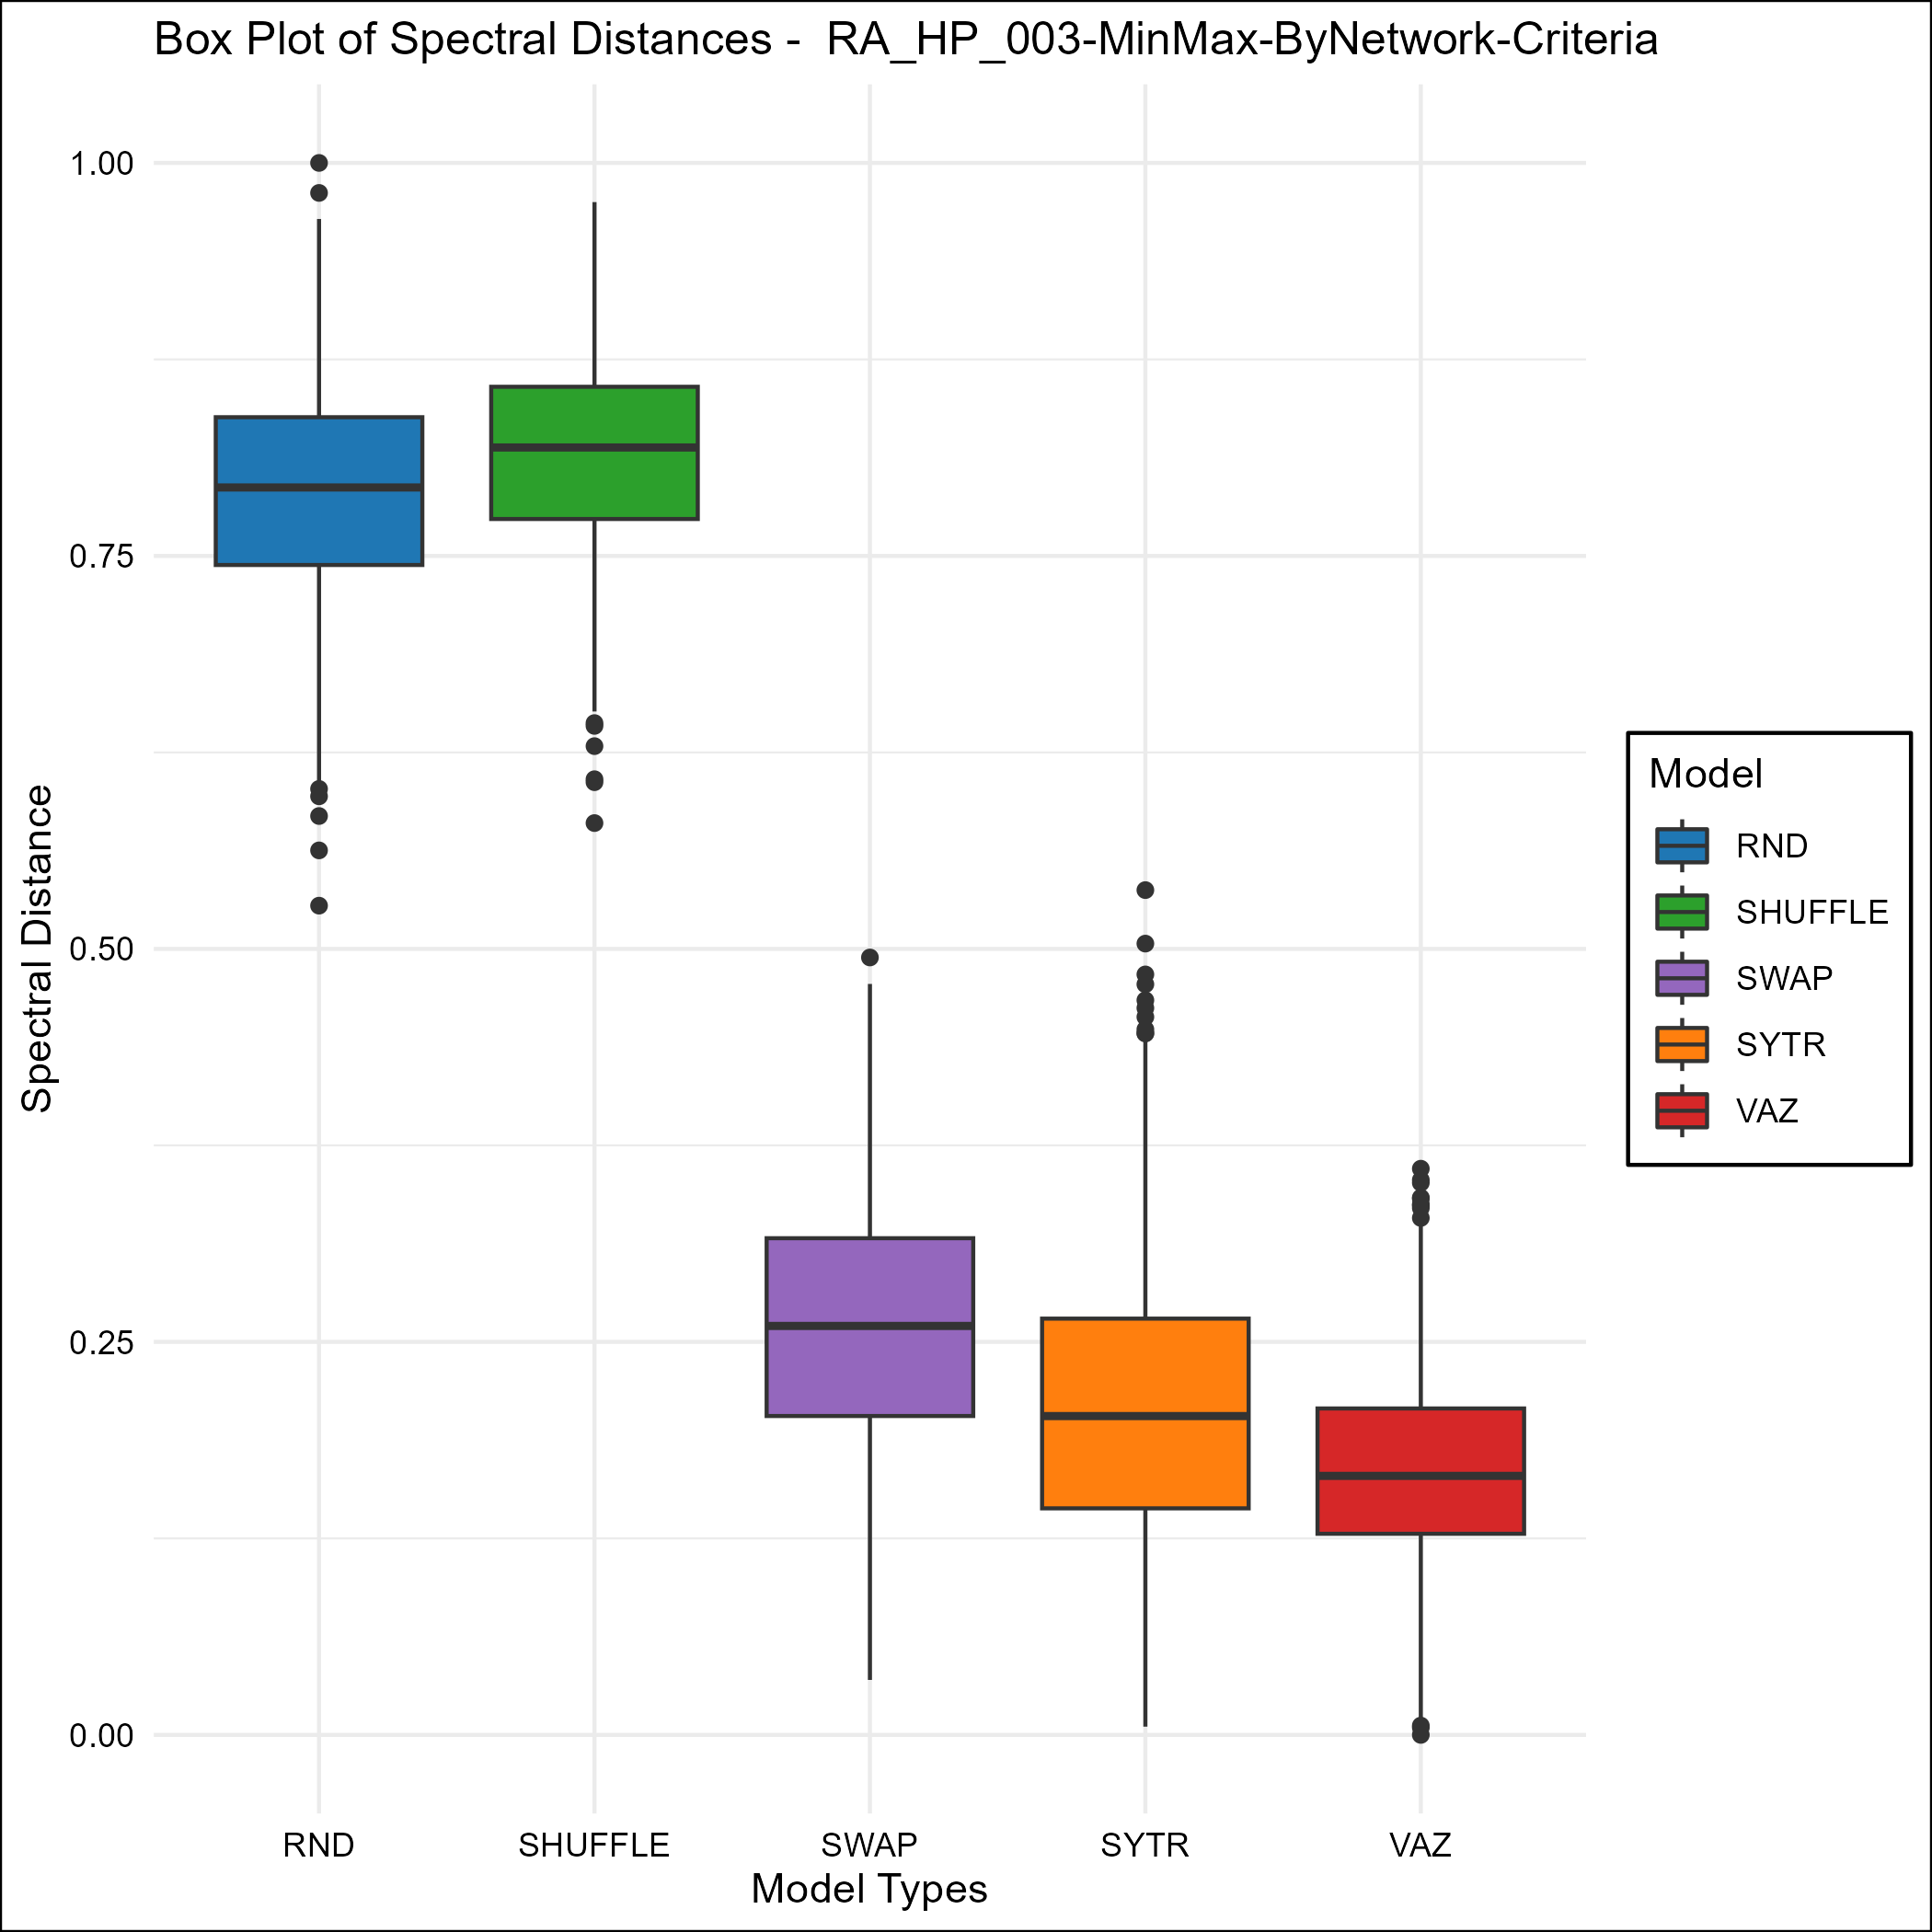 Box Plot of Spectral Distances -  RA_HP_003-MinMax-ByNetwork-Criteria
1.00
0.75
0.50
0.25
0.00
Spectral Distance
RND
SHUFFLE
SWAP
SYTR
VAZ
Model Types
Model
RND
SHUFFLE
SWAP
SYTR
VAZ